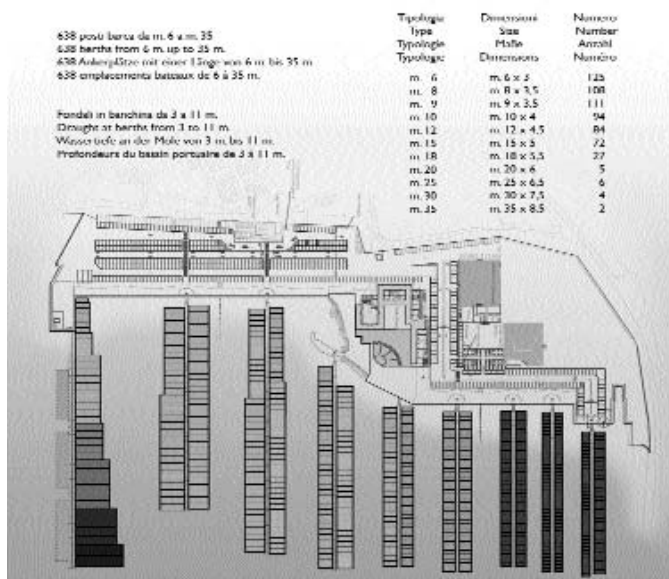 638 posti barca da m. 6 a m. 35
638 berths from 6 m. up to 35 m.
638 Ankerplätze mit einer Länge von 6 m. bis 35 m.
638 emplacements bateaux de 6 à 35 m.
Fondali in banchina da 3 a 11 m.
Draught at berths from 3 to 11 m.
Wassertiefe an der Mole von 3 m. bis 11 m.
Profondeurs du bassin portuaire de 3 à 11 m.
Tipologia Dimensioni Numero
Type Size Number
Typologie Maße Anzahl
Typologie Dimensions Numéro
m. 6 m. 6 x 3 125
m. 8 m. 8 x 3,5 108
m. 9 m. 9 x 3,5 111
m. 10 m. 10 x 4 94
m. 12 m. 12 x 4,5 84
m. 15 m. 15 x 5 72
m. 18 m. 18 x 5,5 27
m. 20 m. 20 x 6 5
m. 25 m. 25 x 6,5 6
m. 30 m. 30 x 7,5 4
m. 35 m. 35 x 8,5 2